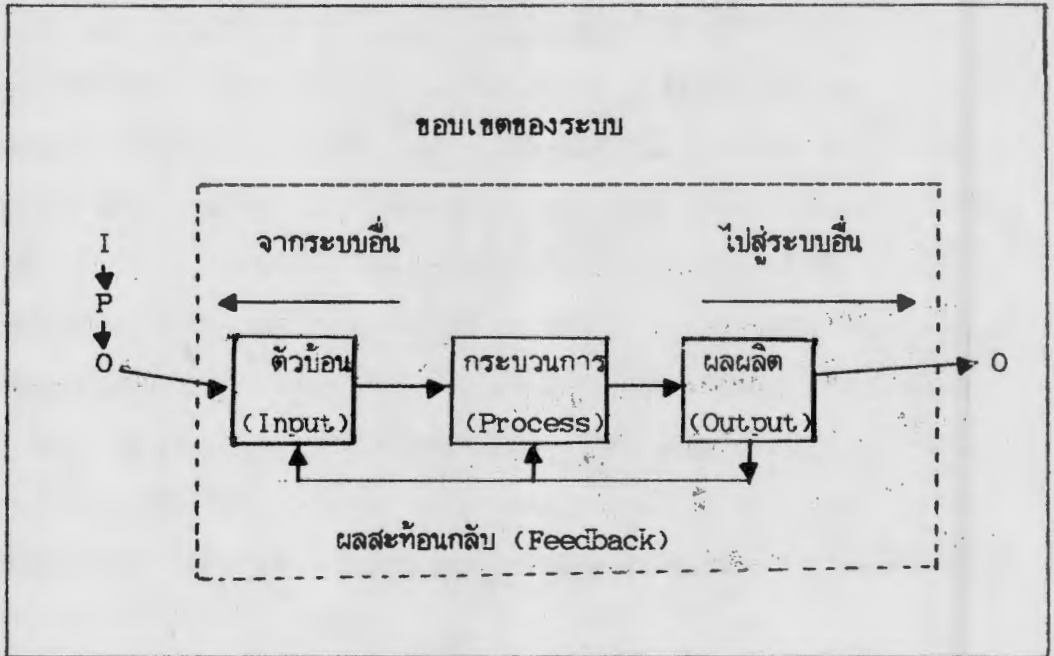 ขอบเขตของระบบ
จากระบบอื่น ไปสู่ระบบอื่น
I
P
O ตัวป้อน กระบวนการ ผลผลิต O
(Input) (Process) (Output)
ผลสะท้อนกลับ (Feedback)